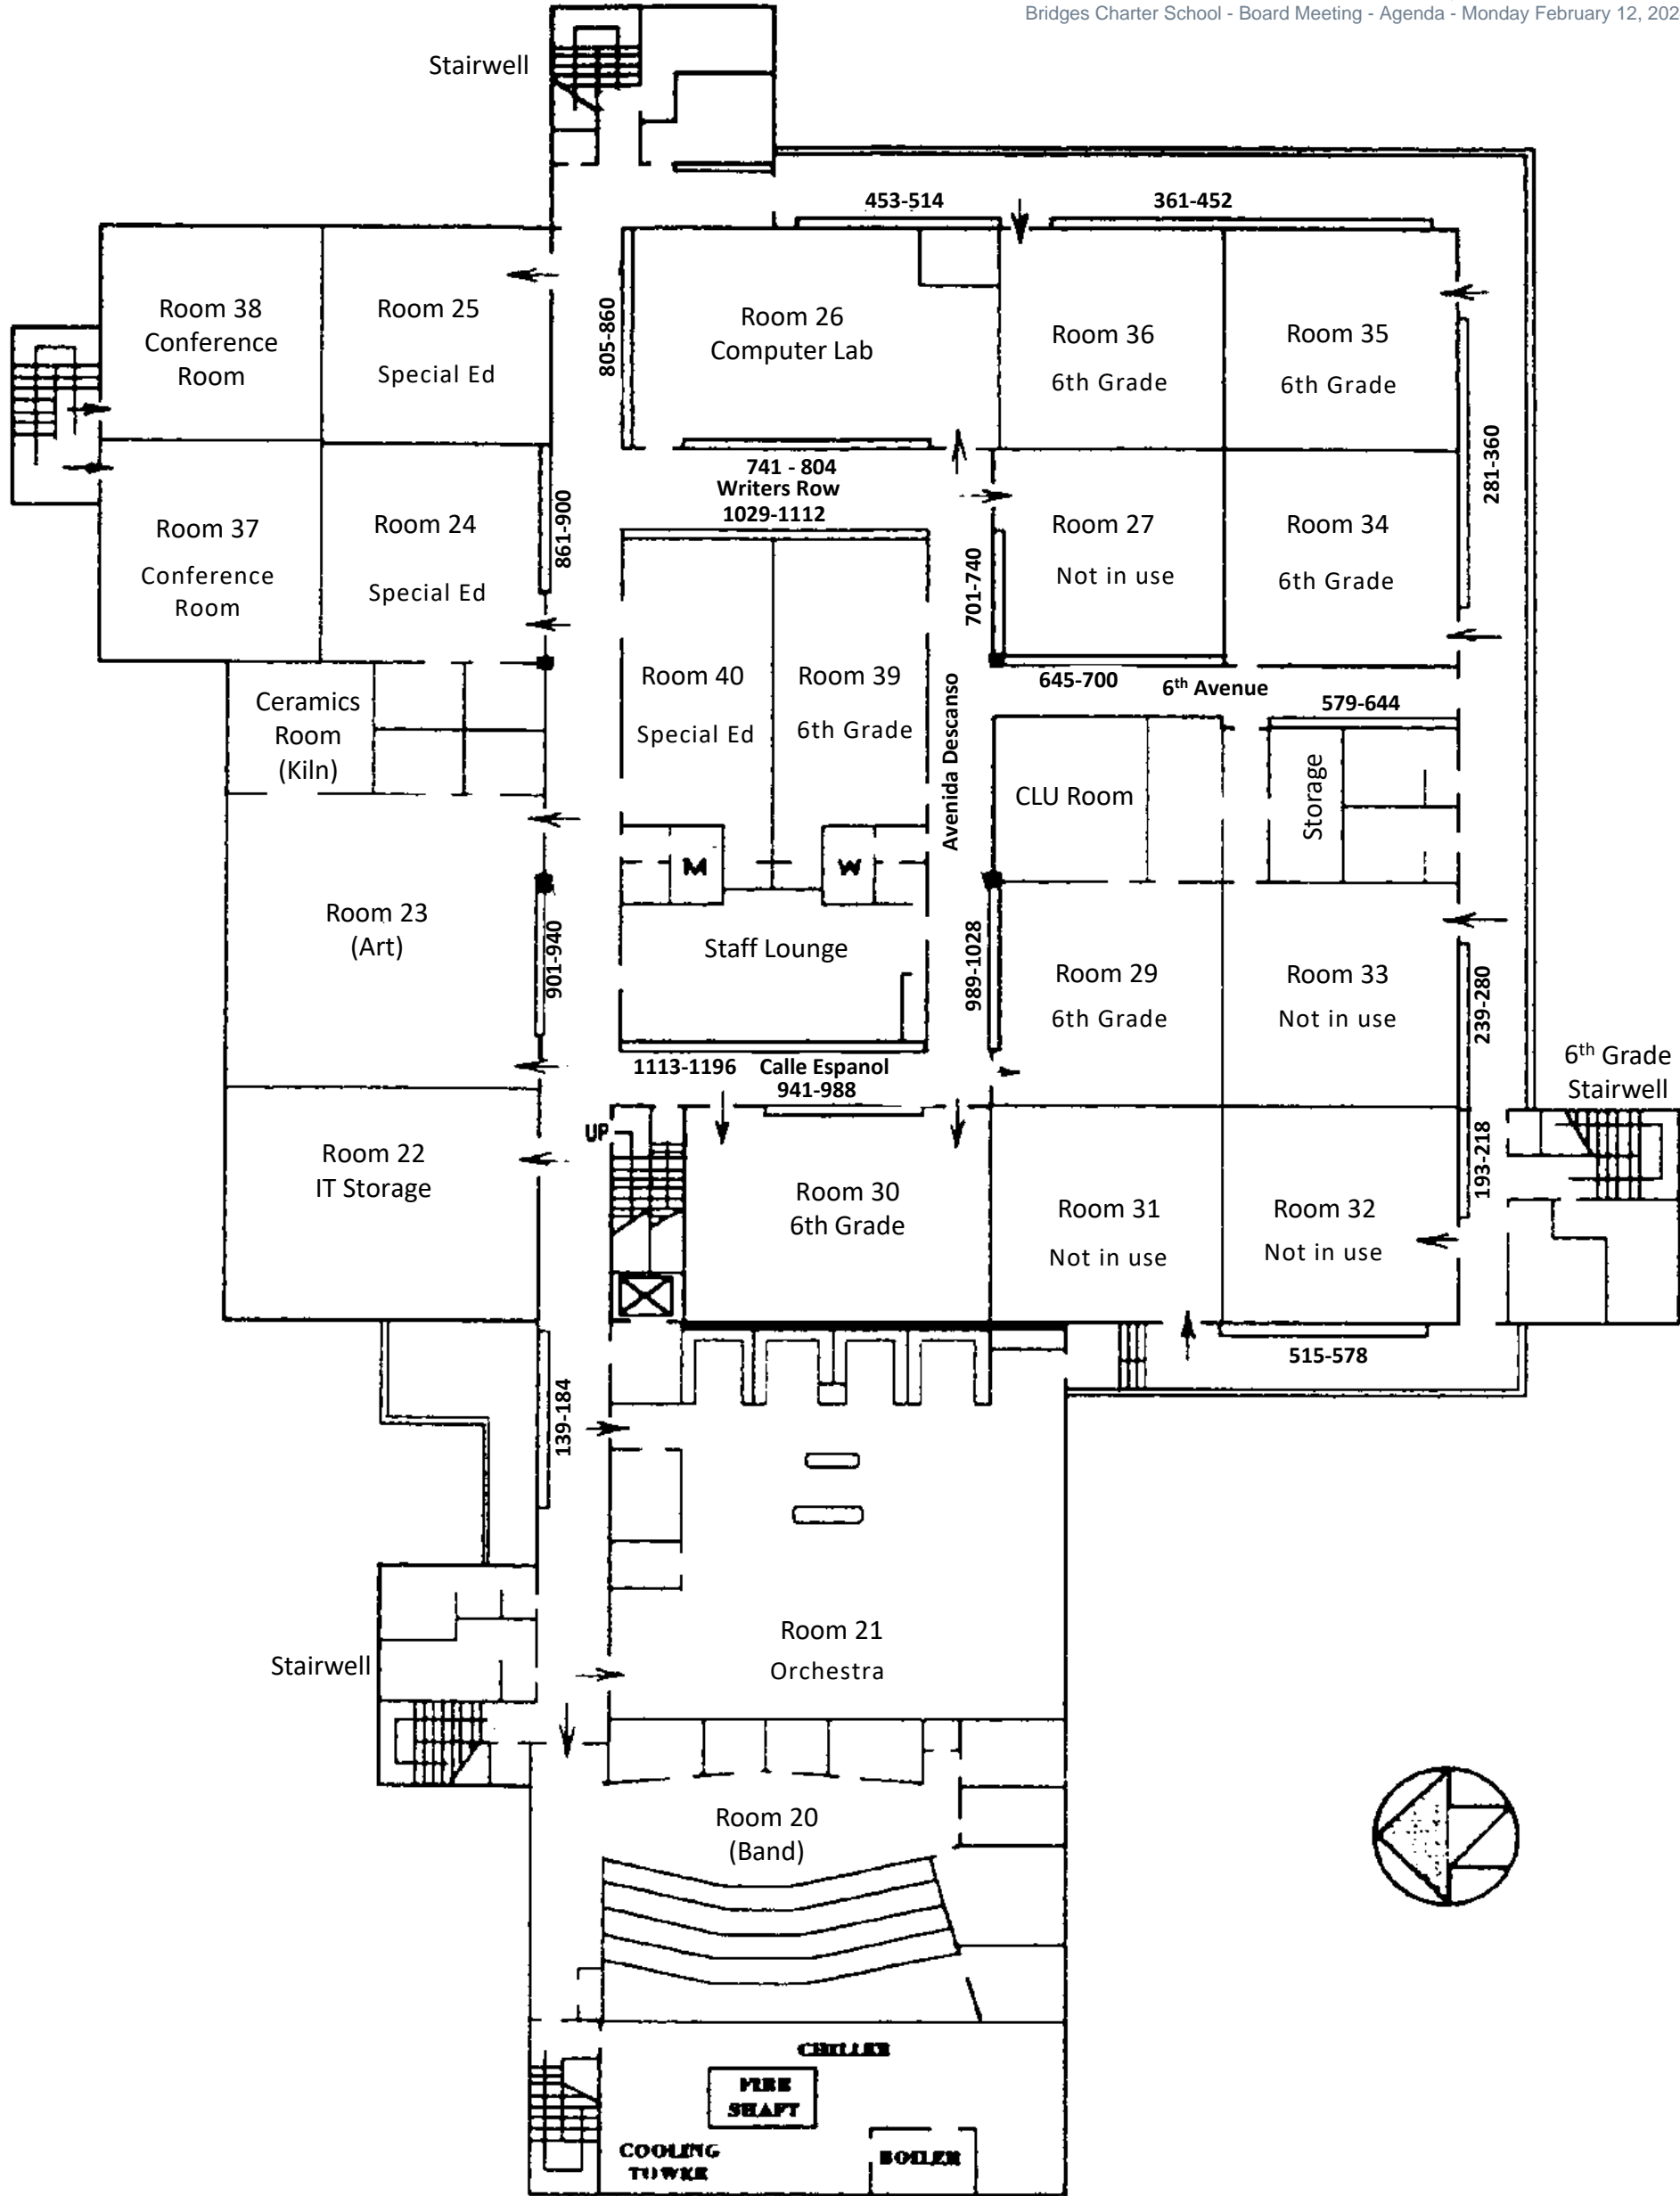 Bridges Charter School - Board Meeting - Agenda - Monday February 12, 202
Stairwell
453-514
361-452
Room 38
Conference
Room
Room 25
Special Ed
805-860
Room 26
Computer Lab
Room 36
6th Grade
Room 35
6th Grade
281-360
741 - 804
Writers Row
1029-1112
Room 37
Conference
Room
Room 24
Special Ed
861-900
701-740
Room 27
Not in use
Room 34
6th Grade
645-700
6th Avenue
579-644
Ceramics
Room
(Kiln)
Room 40
Special Ed
Room 39
6th Grade
Avenida Descanso
CLU Room
Storage
M
W
Room 23
(Art)
901-940
Staff Lounge
989-1028
Room 29
6th Grade
Room 33
Not in use
239-280
6th Grade
Stairwell
1113-1196
Calle Espanol
941-988
UP
Room 22
IT Storage
Room 30
6th Grade
Room 31
Not in use
Room 32
Not in use
193-218
515-578
139-184
Room 21
Orchestra
Stairwell
Room 20
(Band)
CHILLER
FIRE
SHAFT
COOLING
TOWER
BOILER